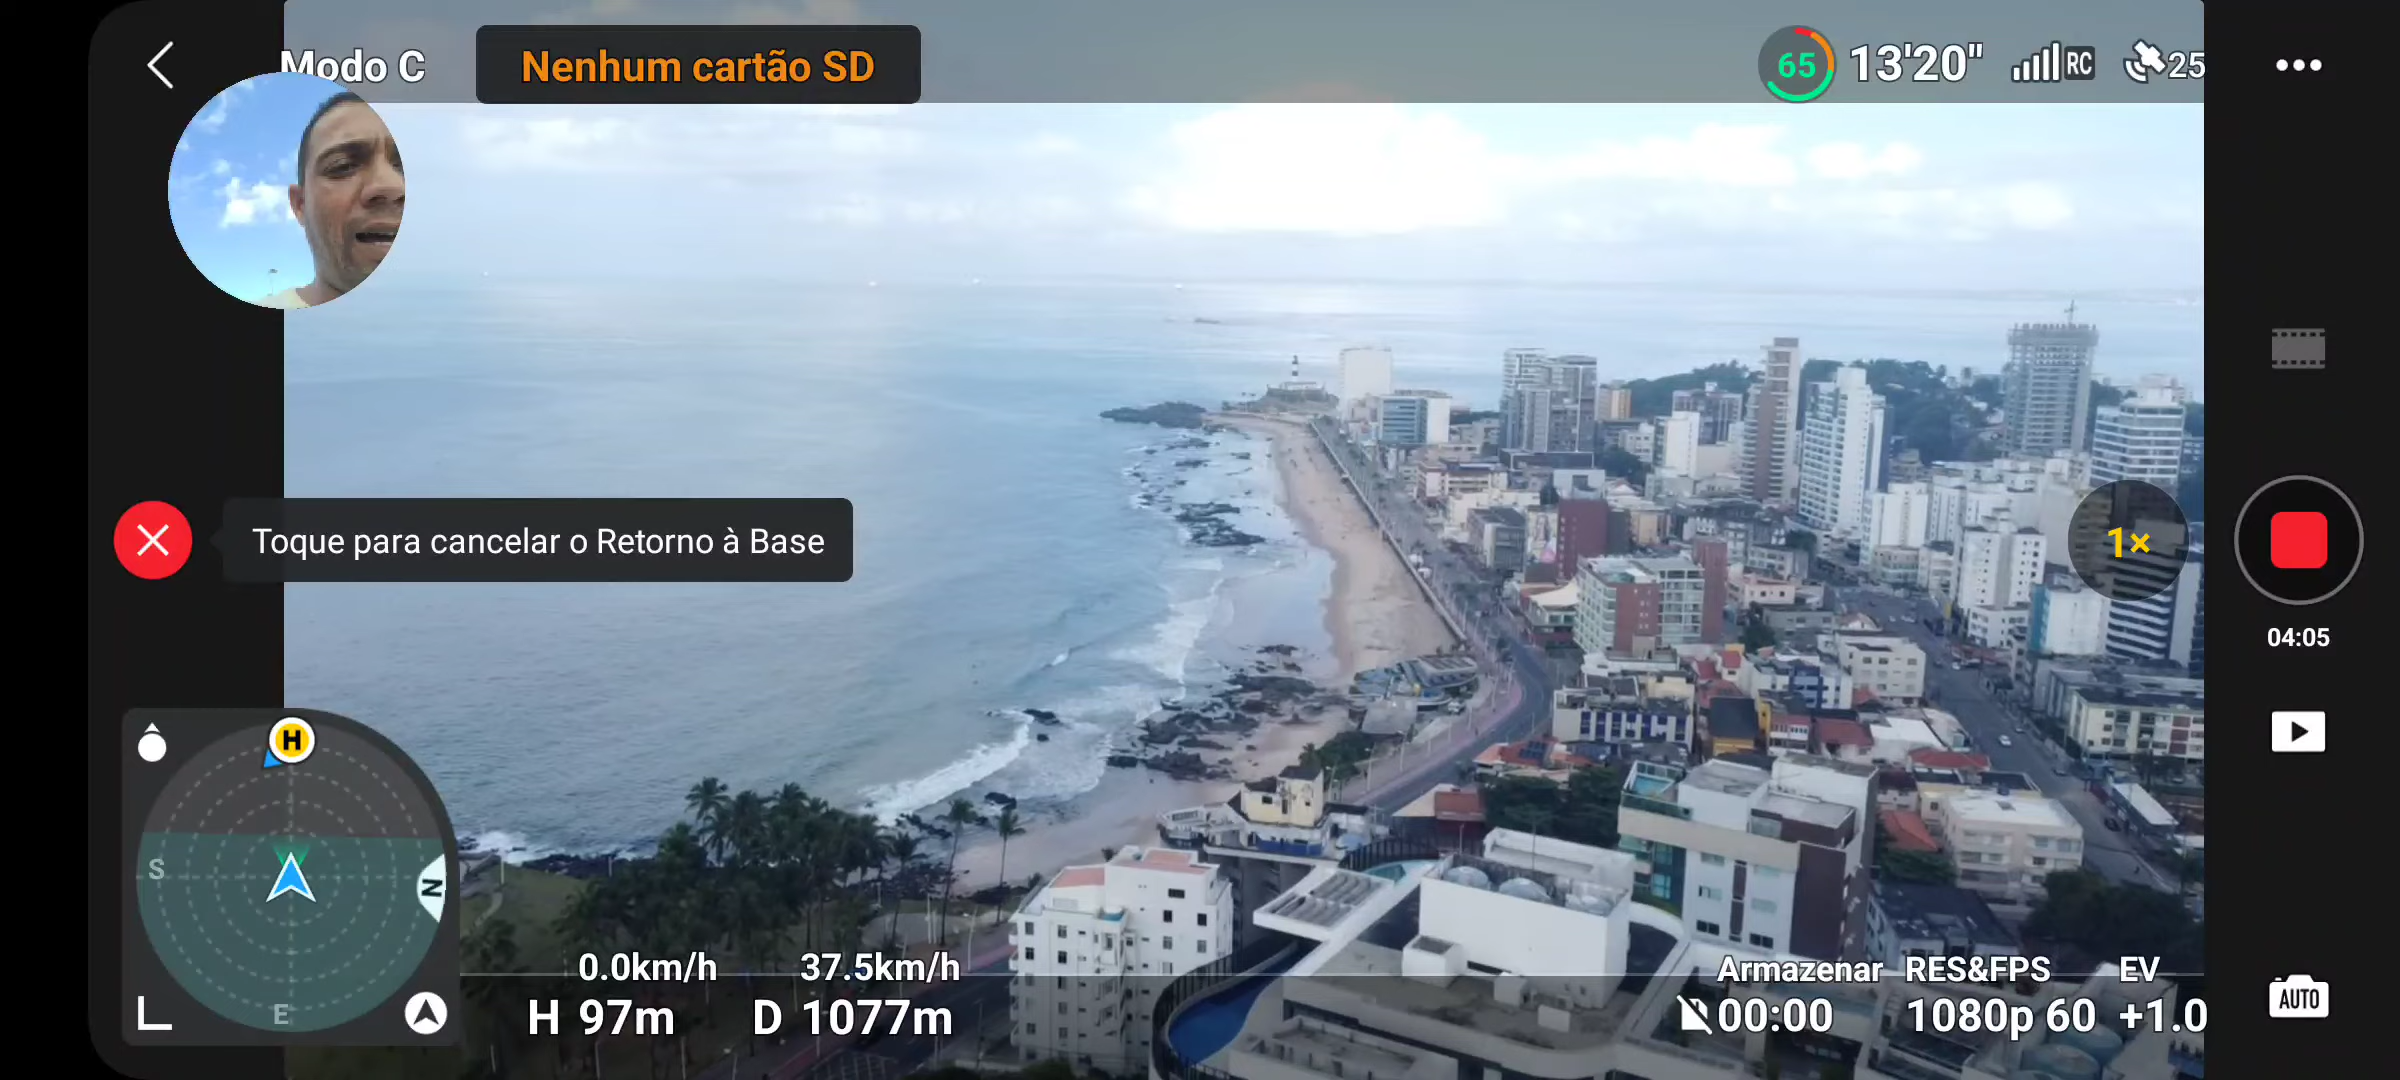 Modo C
Nenhum cartão SD
65
13'20"
RC
25
Toque para cancelar o Retorno à Base
1×
04:05
H
S
N
E
0.0km/h
37.5km/h
H 97m
D 1077m
Armazenar
RES&FPS
EV
00:00
1080p 60
+1.0
AUTO